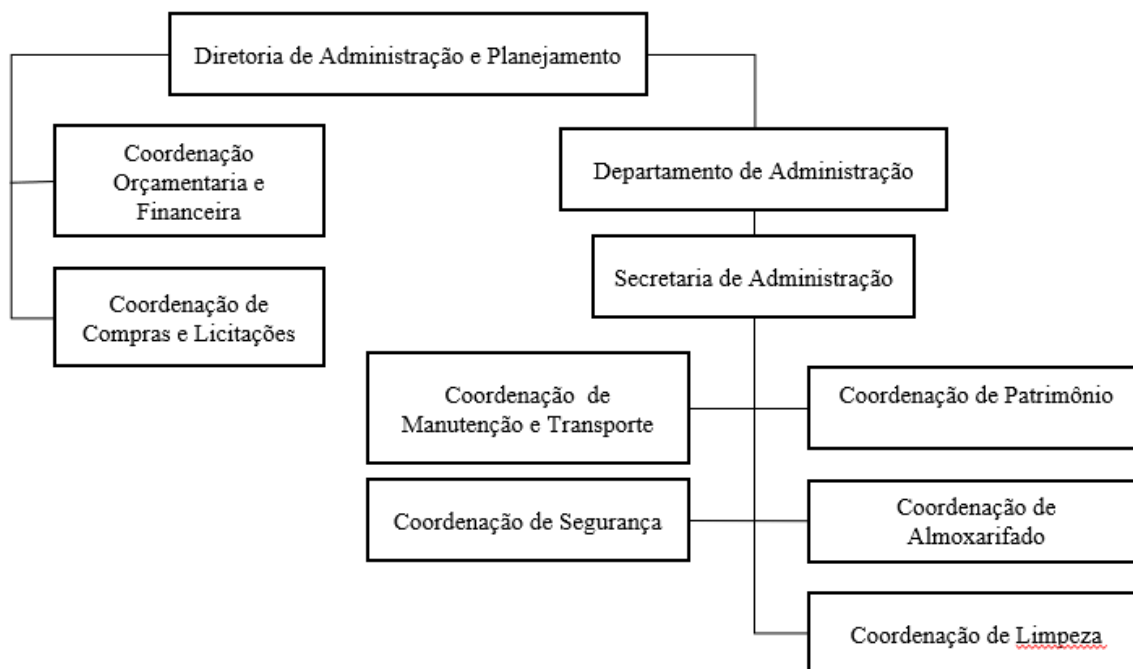 Diretoria de Administração e Planejamento
Coordenação
Orçamentaria e
Financeira
Coordenação de
Compras e Licitações
Departamento de Administração
Secretaria de Administração
Coordenação de
Manutenção e Transporte
Coordenação de Patrimônio
Coordenação de Segurança
Coordenação de
Almoxarifado
Coordenação de Limpeza